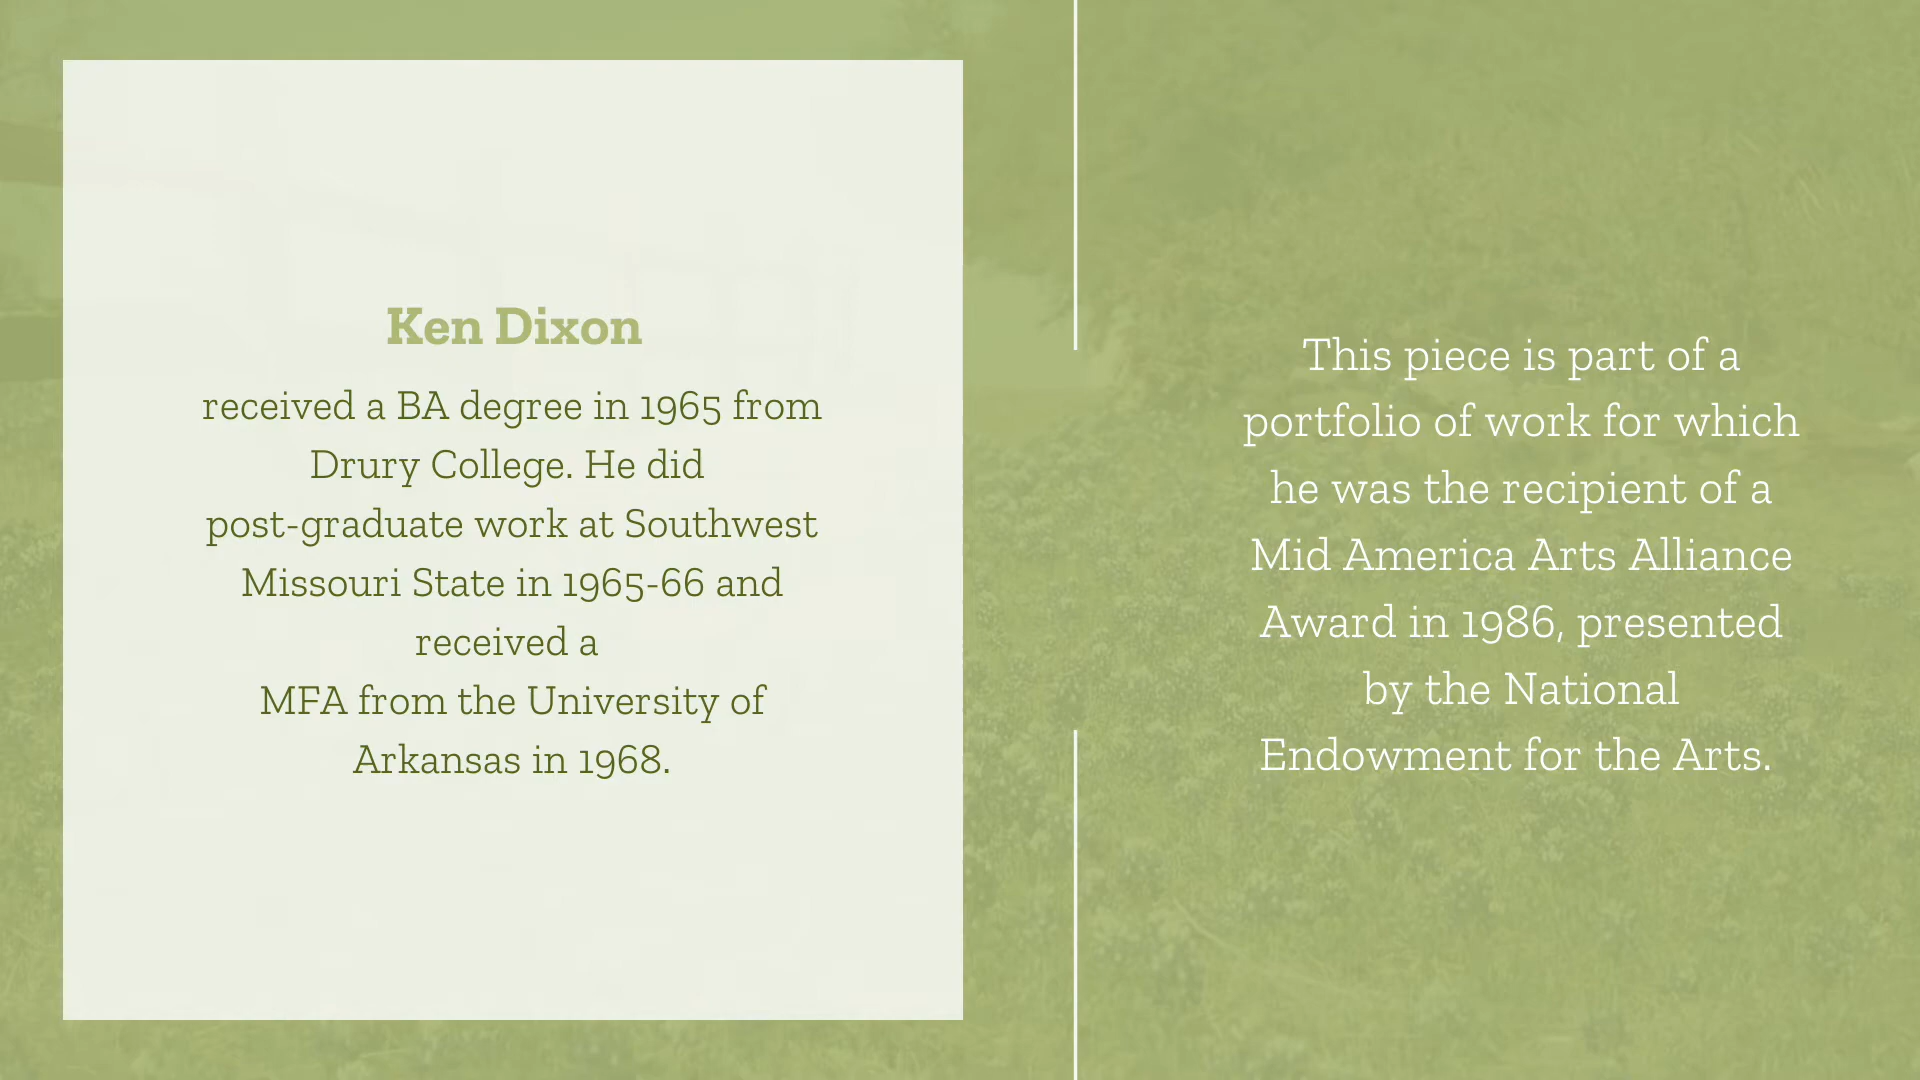 Ken Dixon
received a BA degree in 1965 from
Drury College. He did
post-graduate work at Southwest
Missouri State in 1965-66 and
received a
MFA from the University of
Arkansas in 1968.
This piece is part of a
portfolio of work for which
he was the recipient of a
Mid America Arts Alliance
Award in 1986, presented
by the National
Endowment for the Arts.